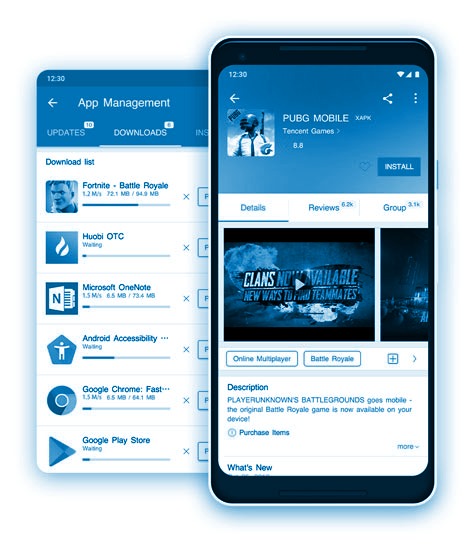 12:30
App Management
UPDATES 10
DOWNLOADS 6
INS
Download list
Fortnite - Battle Royale
1.2 M/s 72.1 MB / 94.9 MB
Huobi OTC
Waiting
Microsoft OneNote
1,5 M/s 6.5 MB / 73.4 MB
Android Accessibility ...
Waiting
Google Chrome: Fast...
1,5 M/s 6.5 MB / 64.1 MB
Google Play Store
Waiting
12:30
PUBG MOBILE XAPK
Tencent Games >
8.8
INSTALL
Details
Reviews 6.2k
Group 3.1k
CLANS NOW AVAILABLE
NEW WAYS TO FIND TEAMMATES
Online Multiplayer
Battle Royale
Description
PLAYERUNKNOWN'S BATTLEGROUNDS goes mobile -
the original Battle Royale game is now available on your
device!
Purchase Items
more
What's New